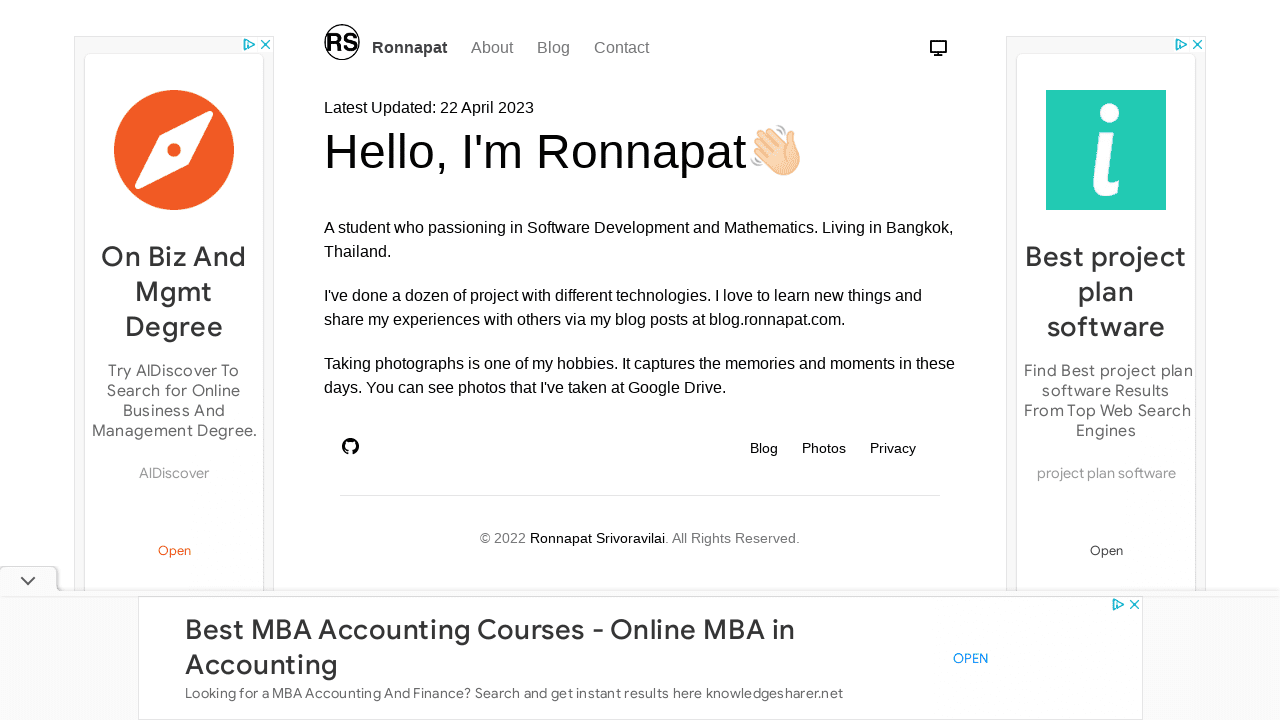 RS Ronnapat About Blog Contact
Latest Updated: 22 April 2023
Hello, I'm Ronnapat👋🏻
A student who passioning in Software Development and Mathematics. Living in Bangkok,
Thailand.
I've done a dozen of project with different technologies. I love to learn new things and
share my experiences with others via my blog posts at blog.ronnapat.com.
Taking photographs is one of my hobbies. It captures the memories and moments in these
days. You can see photos that I've taken at Google Drive.
Blog Photos Privacy
© 2022 Ronnapat Srivoravilai. All Rights Reserved.
On Biz And
Mgmt
Degree
Try AIDiscover To
Search for Online
Business And
Management Degree.
AIDiscover
Open
i
Best project
plan
software
Find Best project plan
software Results
From Top Web Search
Engines
project plan software
Open
Best MBA Accounting Courses - Online MBA in
Accounting
Looking for a MBA Accounting And Finance? Search and get instant results here knowledgesharer.net
OPEN